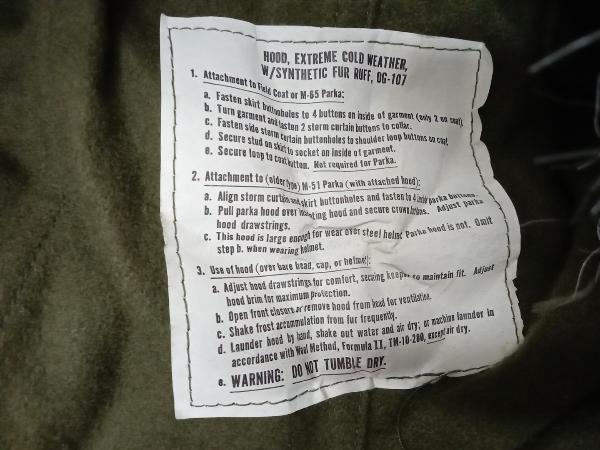 HOOD, EXTREME COLD WEATHER,
W/SYNTHETIC FUR RUFF, OG-107
1. Attachment to Field Coat or M-65 Parka:
a. Fasten skirt buttonholes to 4 buttons on inside of garment (only 2 on coat).
b. Turn garment and fasten 2 storm curtain buttons to collar.
c. Fasten side storm curtain buttonholes to shoulder loop buttons on coat.
d. Secure stud on skirt to socket on inside of garment.
e. Secure loop to coat button. Not required for Parka.
2. Attachment to (older type) M-51 Parka (with attached hood):
a. Align storm curtain and skirt buttonholes and fasten to 4 inside parka buttons.
b. Pull parka hood over mounting hood and secure crown buttons. Adjust parka
hood drawstrings.
c. This hood is large enough for wear over steel helmet Parka hood is not. Omit
step b. when wearing helmet.
3. Use of hood (over bare head, cap, or helmet):
a. Adjust hood drawstrings for comfort, securing keeper to maintain fit. Adjust
hood brim for maximum protection.
b. Open front closure or remove hood from head for ventilation.
c. Shake frost accumulation from fur frequently.
d. Launder hood by hand, shake out water and air dry; or machine launder in
accordance with Wool Method, Formula II, TM-10-280, except air dry.
e. WARNING: DO NOT TUMBLE DRY.